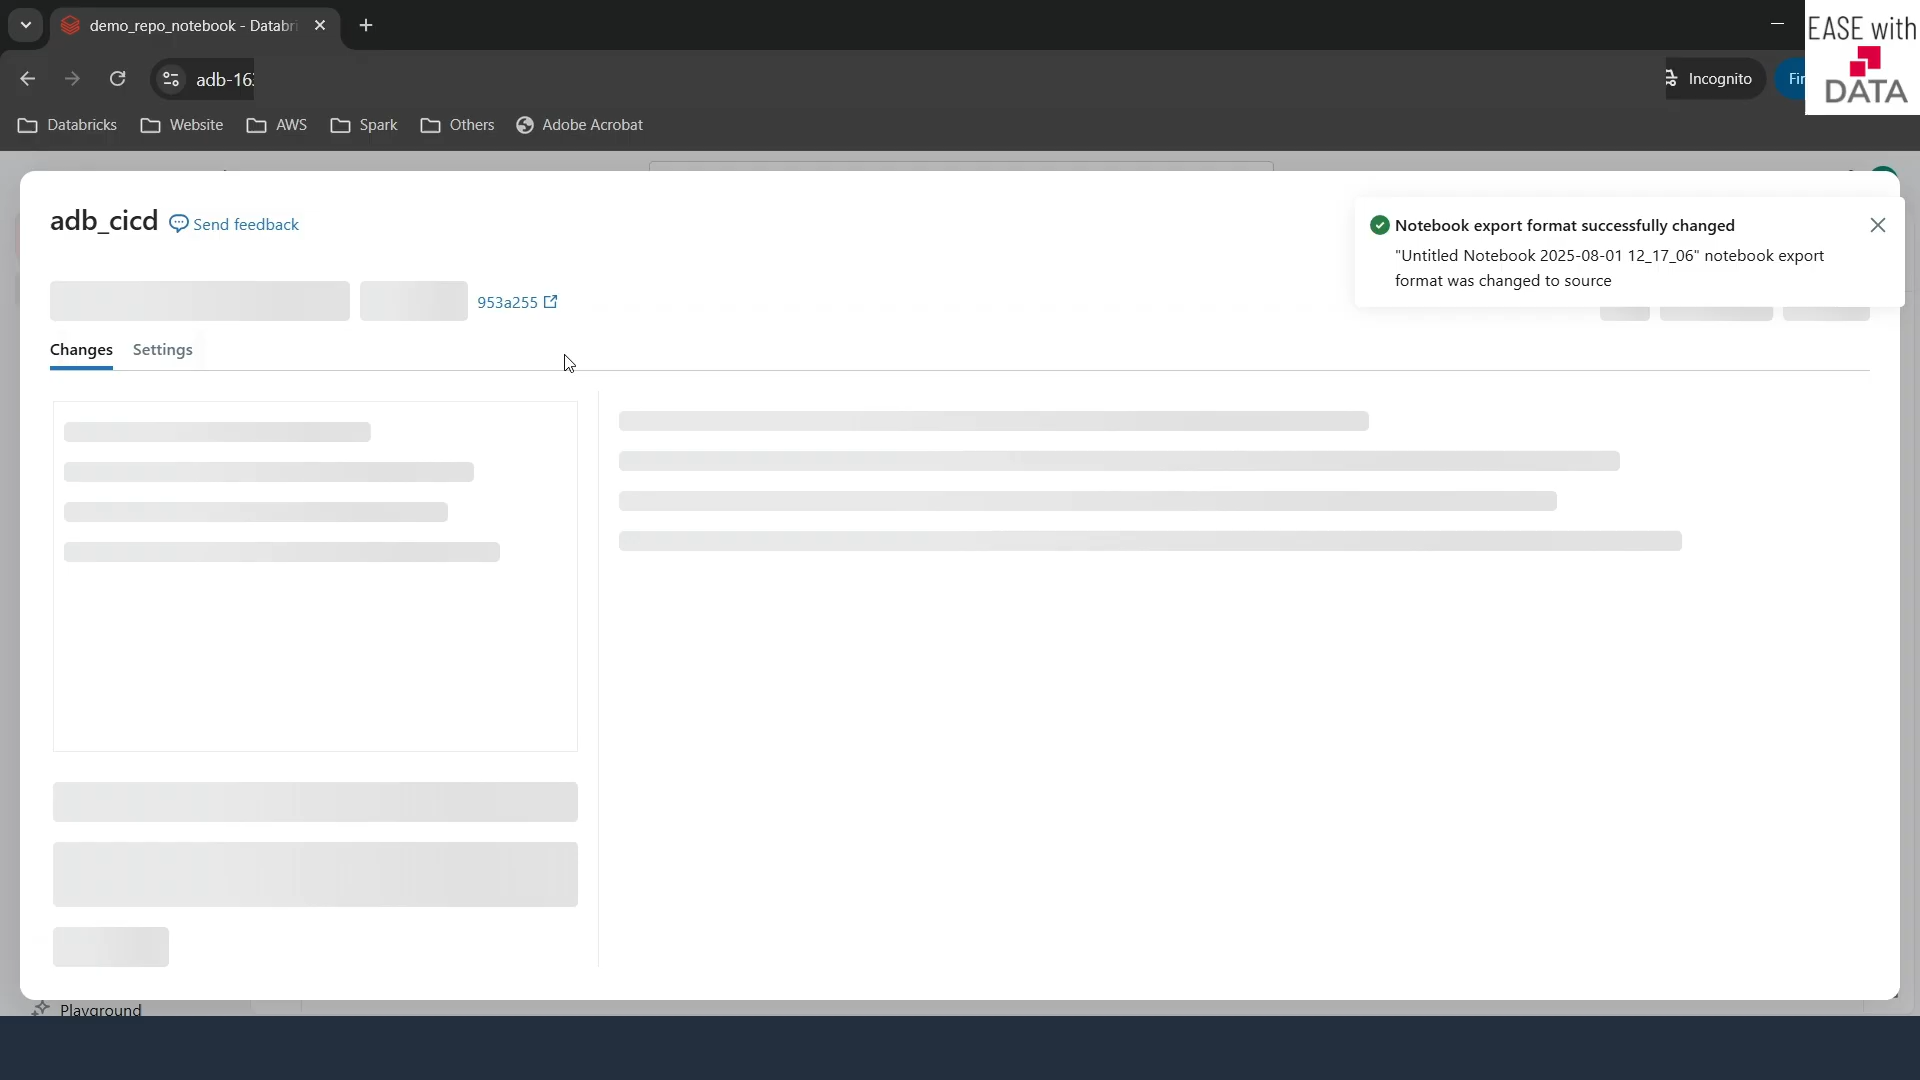 demo_repo_notebook - Databri
EASE with
DATA
adb-16
Incognito
Fir
Databricks
Website
AWS
Spark
Others
Adobe Acrobat
adb_cicd
Send feedback
Notebook export format successfully changed
"Untitled Notebook 2025-08-01 12_17_06" notebook export
format was changed to source
953a255
Changes
Settings
Playground